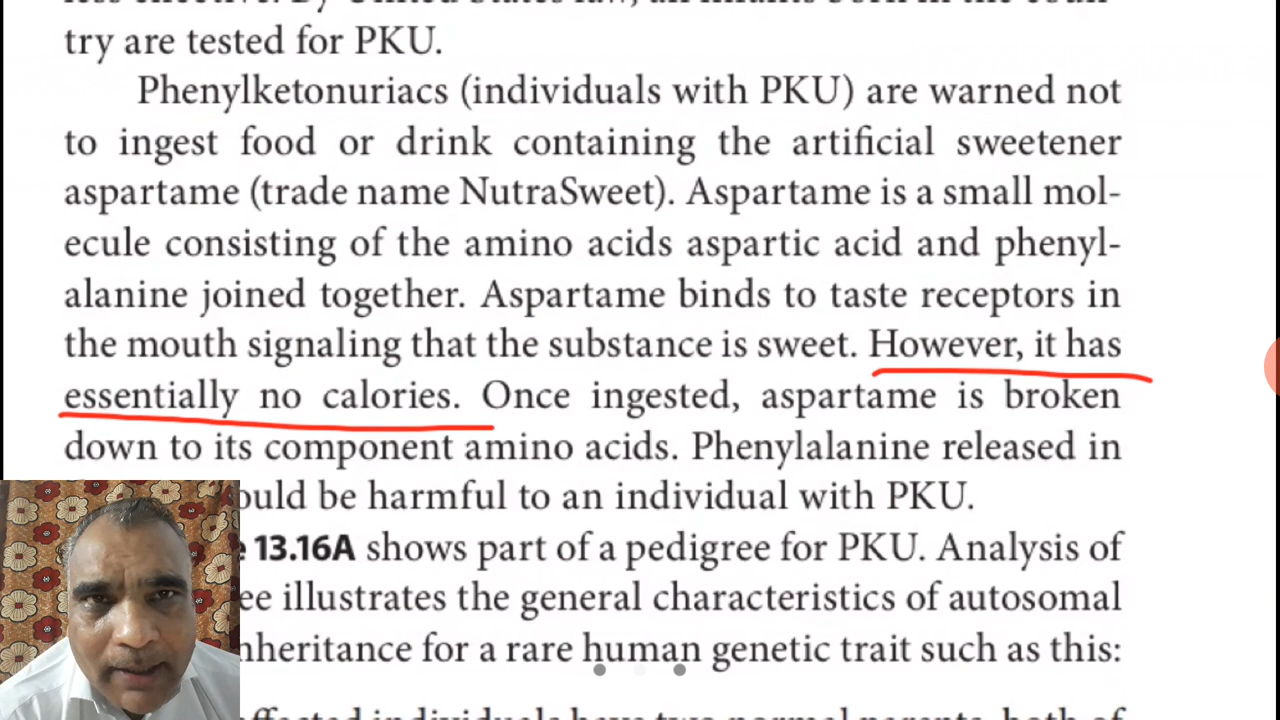 try are tested for PKU.
Phenylketonuriacs (individuals with PKU) are warned not
to ingest food or drink containing the artificial sweetener
aspartame (trade name NutraSweet). Aspartame is a small mol-
ecule consisting of the amino acids aspartic acid and phenyl-
alanine joined together. Aspartame binds to taste receptors in
the mouth signaling that the substance is sweet. However, it has
essentially no calories. Once ingested, aspartame is broken
down to its component amino acids. Phenylalanine released in
ould be harmful to an individual with PKU.
e 13.16A shows part of a pedigree for PKU. Analysis of
ee illustrates the general characteristics of autosomal
nheritance for a rare human genetic trait such as this: